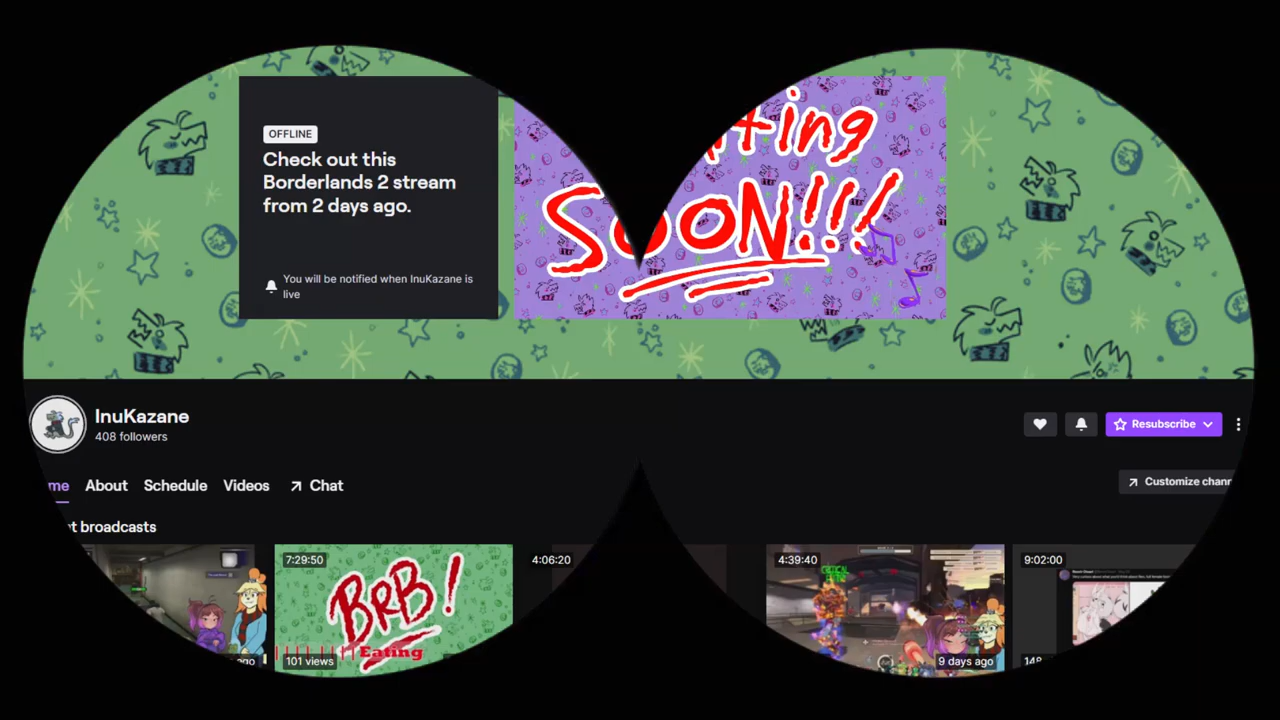 OFFLINE
Check out this
Borderlands 2 stream
from 2 days ago.
You will be notified when InuKazane is
live
SOON!!!
InuKazane
408 followers
Resubscribe
About
Schedule
Videos
Chat
Customize
broadcasts
7:29:50
BRB!
Eating
101 views
4:06:20
4:39:40
9 days ago
9:02:00